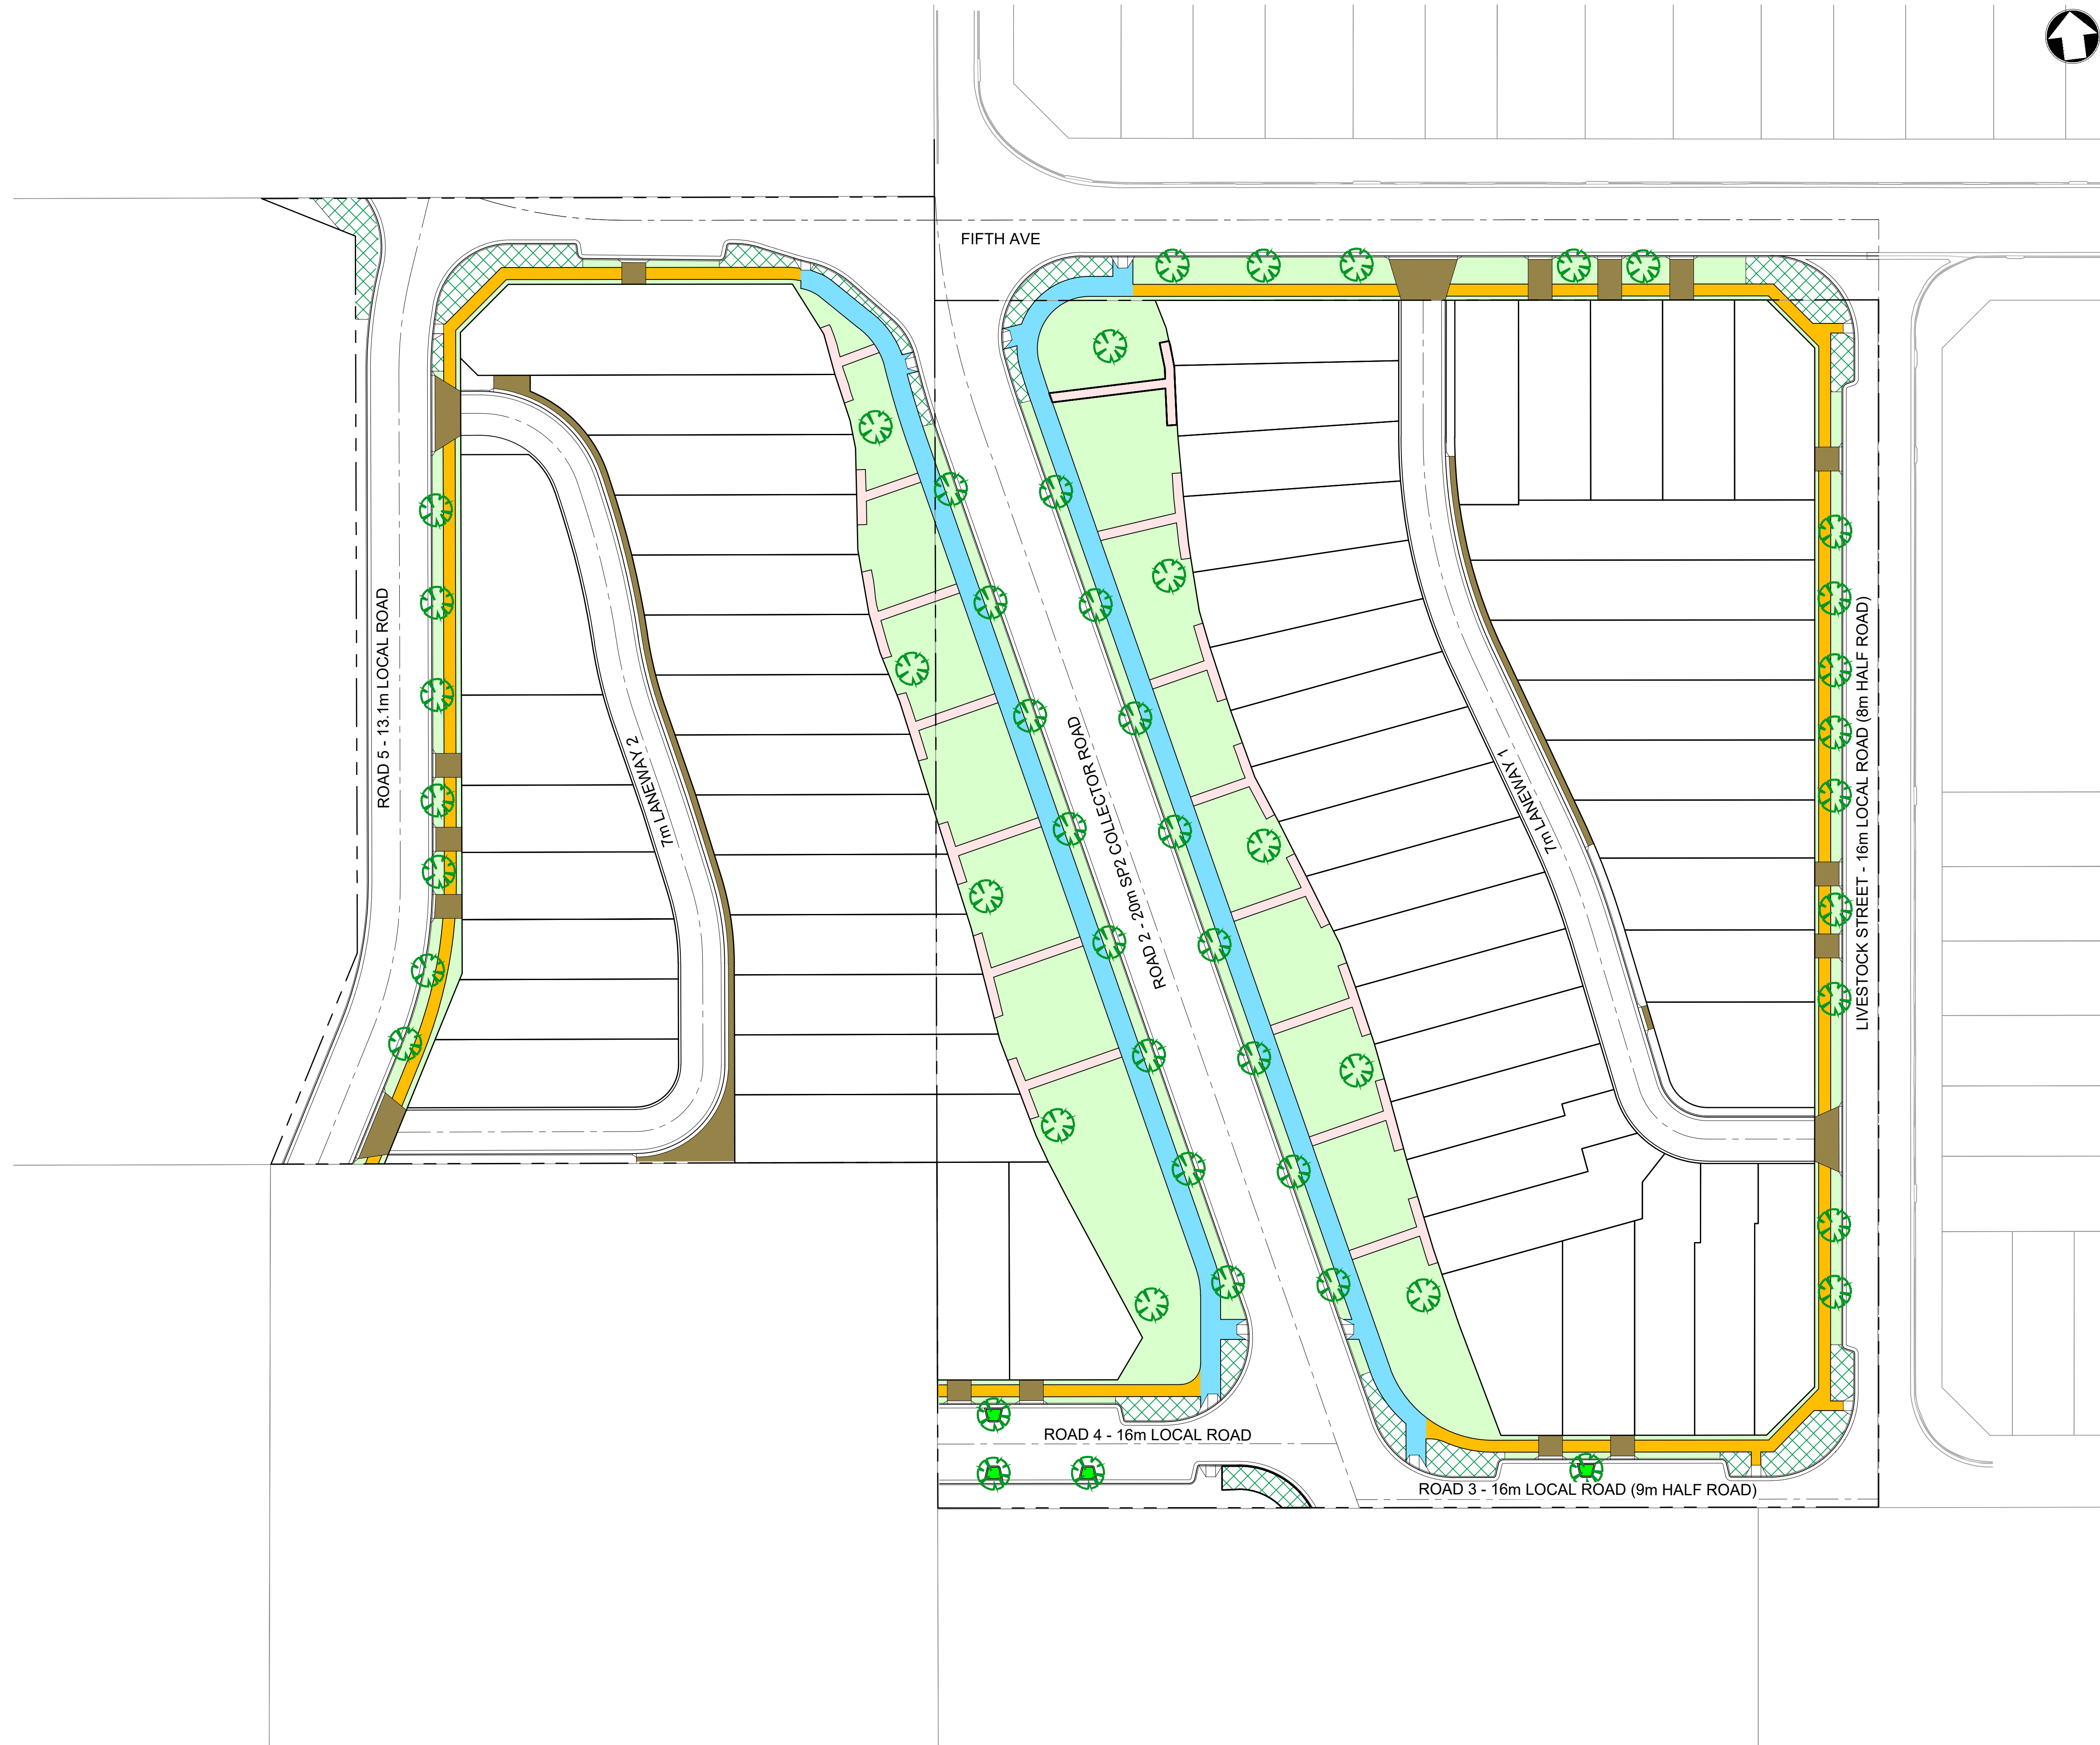 FIFTH AVE
ROAD 5 - 13.1m LOCAL ROAD
7m LANEWAY 2
ROAD 2 - 20m SP2 COLLECTOR ROAD
7m LANEWAY 1
LIVESTOCK STREET - 16m LOCAL ROAD (8m HALF ROAD)
ROAD 4 - 16m LOCAL ROAD
ROAD 3 - 16m LOCAL ROAD (9m HALF ROAD)